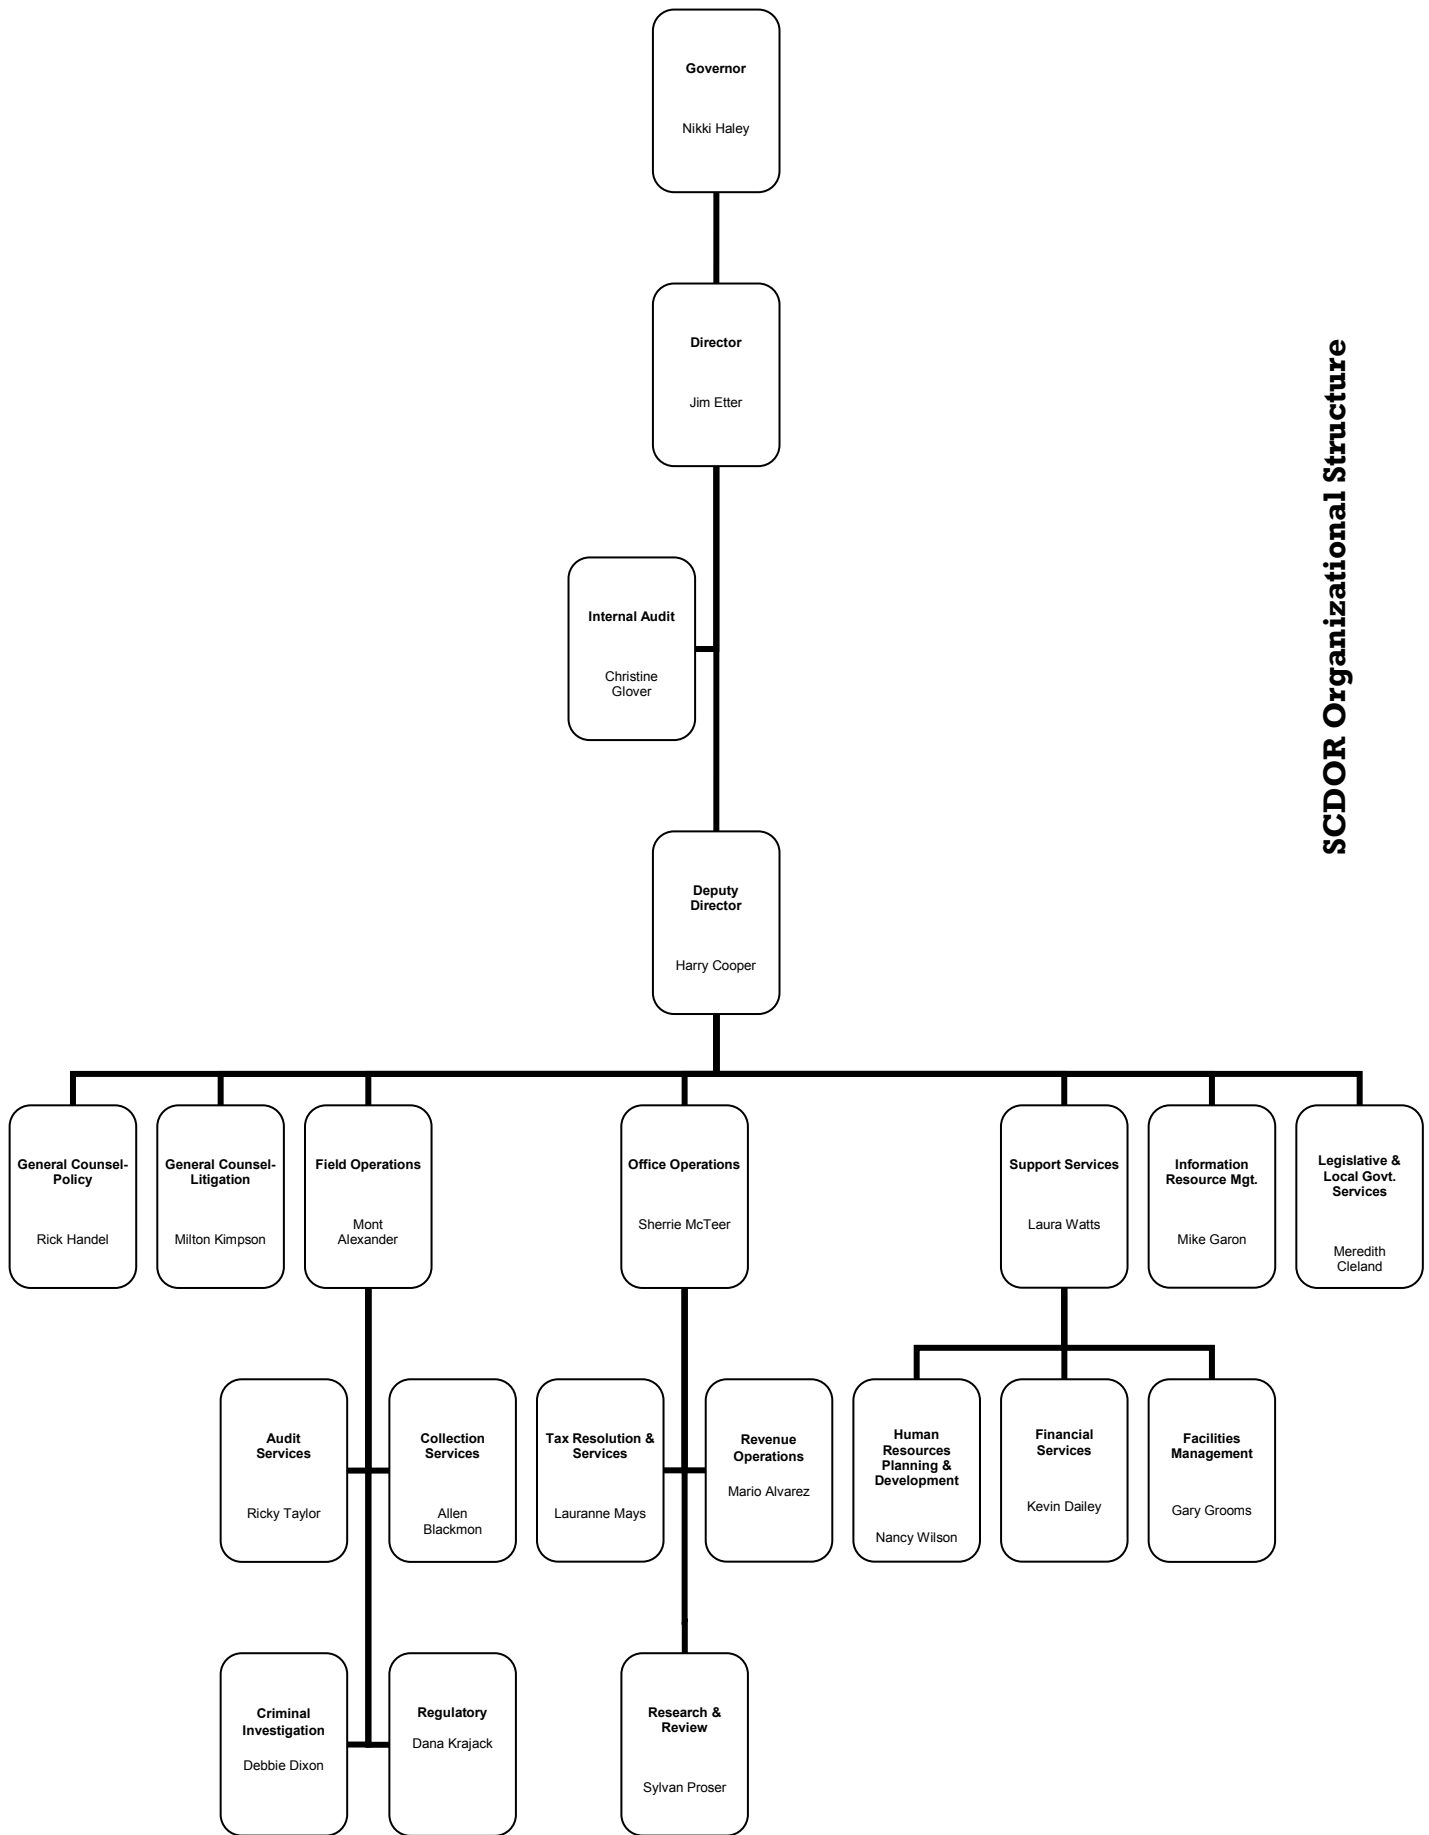 Governor
Nikki Haley
SCDOR Organizational Structure
Director
Jim Etter
Internal Audit
Christine
Glover
Deputy
Director
Harry Cooper
General Counsel-
Policy
Rick Handel
General Counsel-
Litigation
Milton Kimpson
Field Operations
Mont
Alexander
Office Operations
Sherrie McTeer
Support Services
Laura Watts
Information
Resource Mgt.
Mike Garon
Legislative &
Local Govt.
Services
Meredith
Cleland
Audit
Services
Ricky Taylor
Collection
Services
Allen
Blackmon
Tax Resolution &
Services
Lauranne Mays
Revenue
Operations
Mario Alvarez
Human
Resources
Planning &
Development
Nancy Wilson
Financial
Services
Kevin Dailey
Facilities
Management
Gary Grooms
Criminal
Investigation
Debbie Dixon
Regulatory
Dana Krajack
Research &
Review
Sylvan Proser